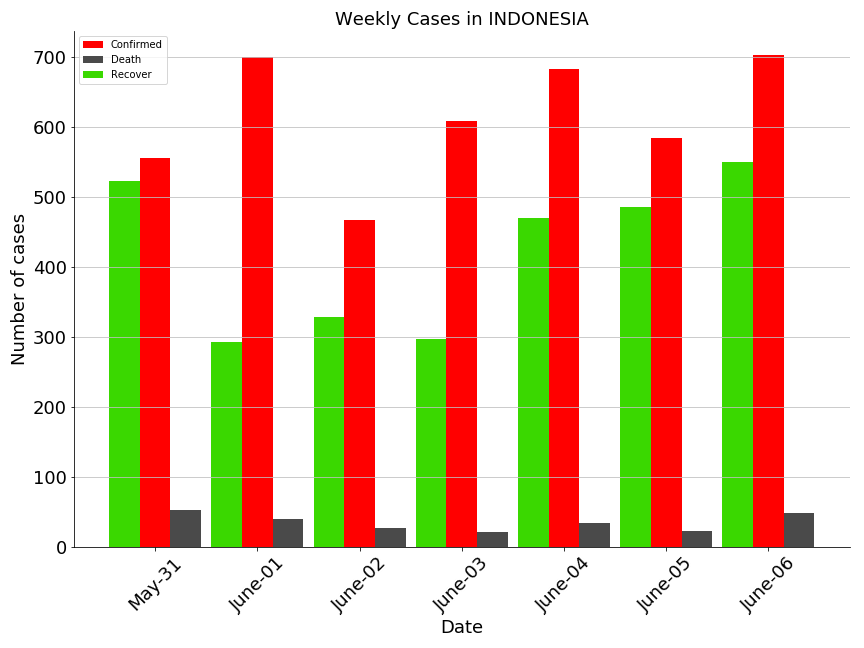 Weekly Cases in INDONESIA
Confirmed
Death
Recover
Number of cases
700
600
500
400
300
200
100
0
May-31
June-01
June-02
June-03
June-04
June-05
June-06
Date